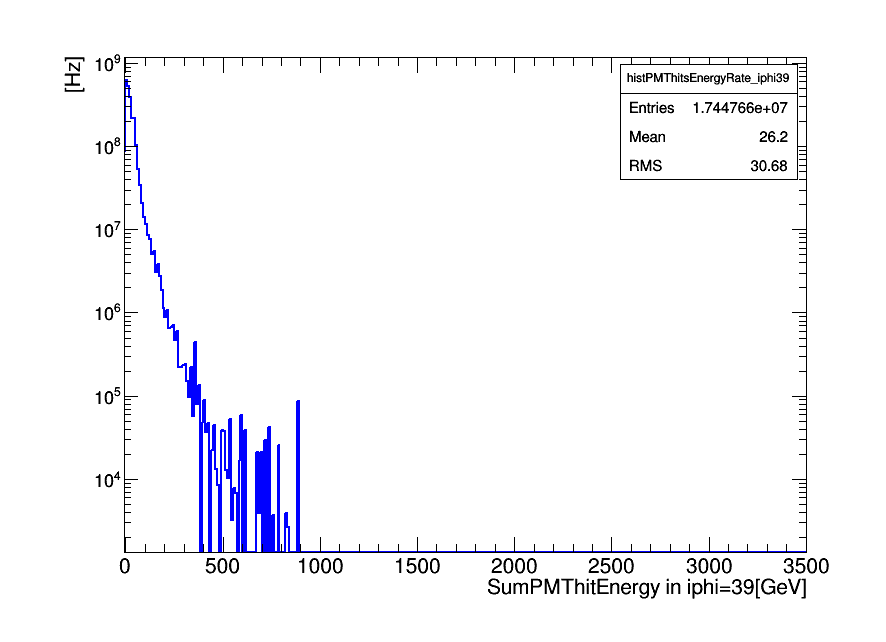 [Hz]
10⁹
10⁸
10⁷
10⁶
10⁵
10⁴
histPMThitsEnergyRate_iphi39
Entries 1.744766e+07
Mean 26.2
RMS 30.68
0 500 1000 1500 2000 2500 3000 3500
SumPMThitEnergy in iphi=39[GeV]